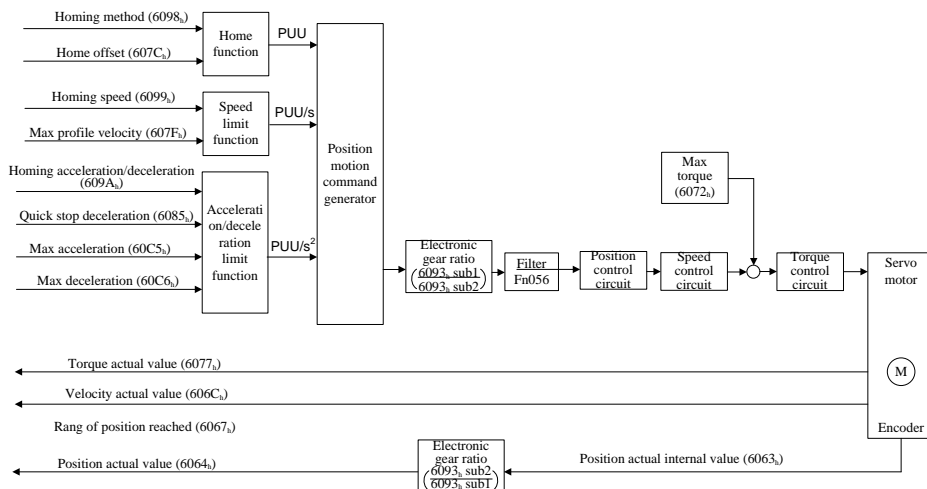 Homing method (6098ₕ)
Home offset (607Cₕ)
Home
function
PUU
Homing speed (6099ₕ)
Max profile velocity (607Fₕ)
Speed
limit
function
PUU/s
Homing acceleration/deceleration
(609Aₕ)
Quick stop deceleration (6085ₕ)
Max acceleration (60C5ₕ)
Max deceleration (60C6ₕ)
Accelerati
on/decele
ration
limit
function
PUU/s²
Position
motion
command
generator
Electronic
gear ratio
(6093ₕ sub1
6093ₕ sub2)
Filter
Fn056
Position
control
circuit
Speed
control
circuit
Max
torque
(6072ₕ)
Torque
control
circuit
Servo
motor
M
Encoder
Torque actual value (6077ₕ)
Velocity actual value (606Cₕ)
Rang of position reached (6067ₕ)
Position actual value (6064ₕ)
Electronic
gear ratio
(6093ₕ sub2
6093ₕ sub1)
Position actual internal value (6063ₕ)